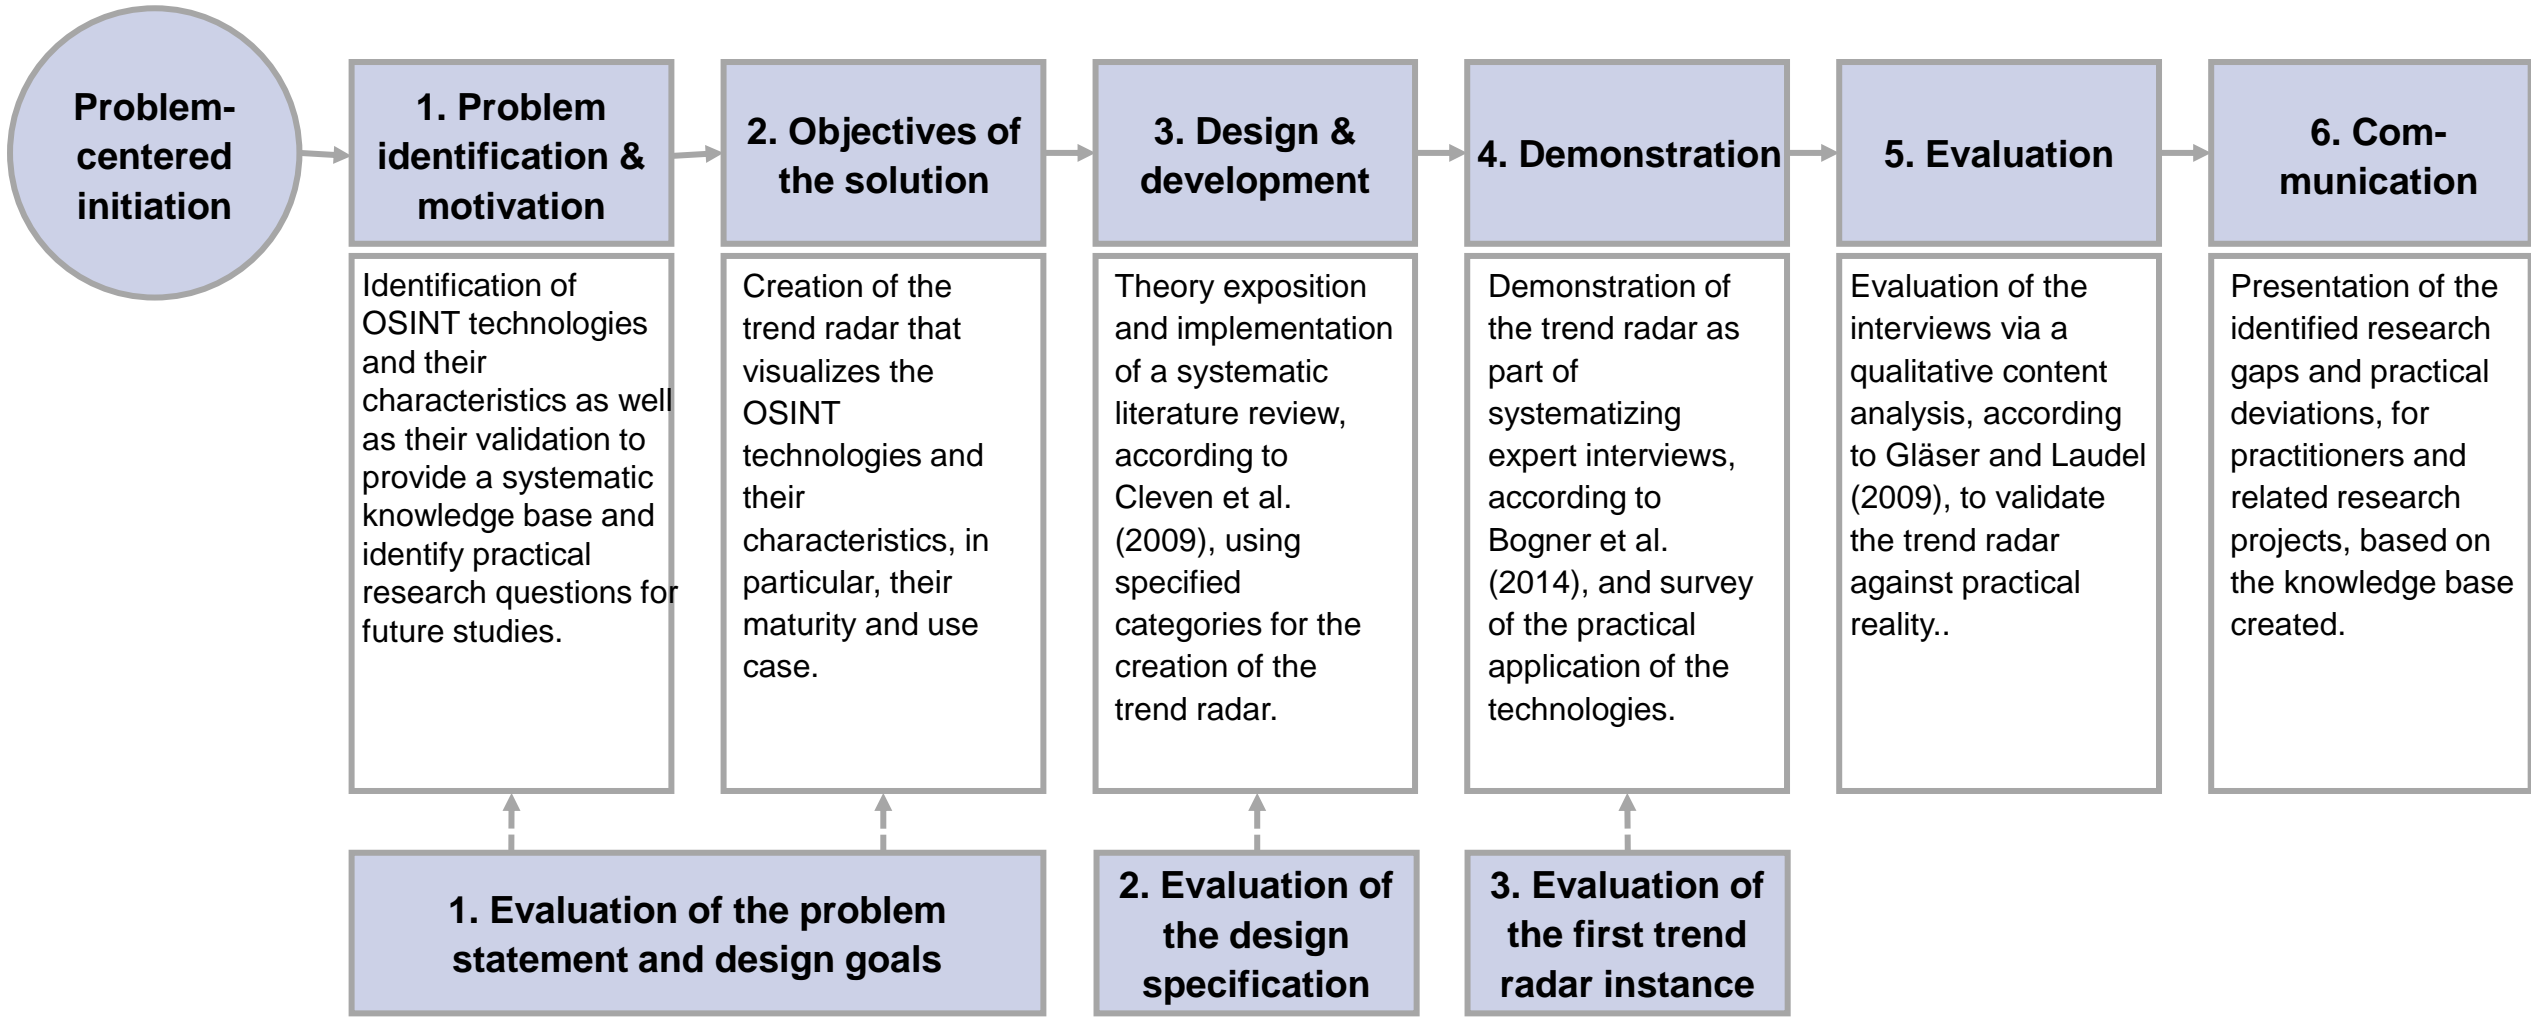 Problem-
centered
initiation
1. Problem
identification &
motivation
2. Objectives of
the solution
3. Design &
development
4. Demonstration
5. Evaluation
6. Com-
munication
Identification of
OSINT technologies
and their
characteristics as well
as their validation to
provide a systematic
knowledge base and
identify practical
research questions for
future studies.
Creation of the
trend radar that
visualizes the
OSINT
technologies and
their
characteristics, in
particular, their
maturity and use
case.
Theory exposition
and implementation
of a systematic
literature review,
according to
Cleven et al.
(2009), using
specified
categories for the
creation of the
trend radar.
Demonstration of
the trend radar as
part of
systematizing
expert interviews,
according to
Bogner et al.
(2014), and survey
of the practical
application of the
technologies.
Evaluation of the
interviews via a
qualitative content
analysis, according
to Gläser and Laudel
(2009), to validate
the trend radar
against practical
reality..
Presentation of the
identified research
gaps and practical
deviations, for
practitioners and
related research
projects, based on
the knowledge base
created.
1. Evaluation of the problem
statement and design goals
2. Evaluation of
the design
specification
3. Evaluation of
the first trend
radar instance